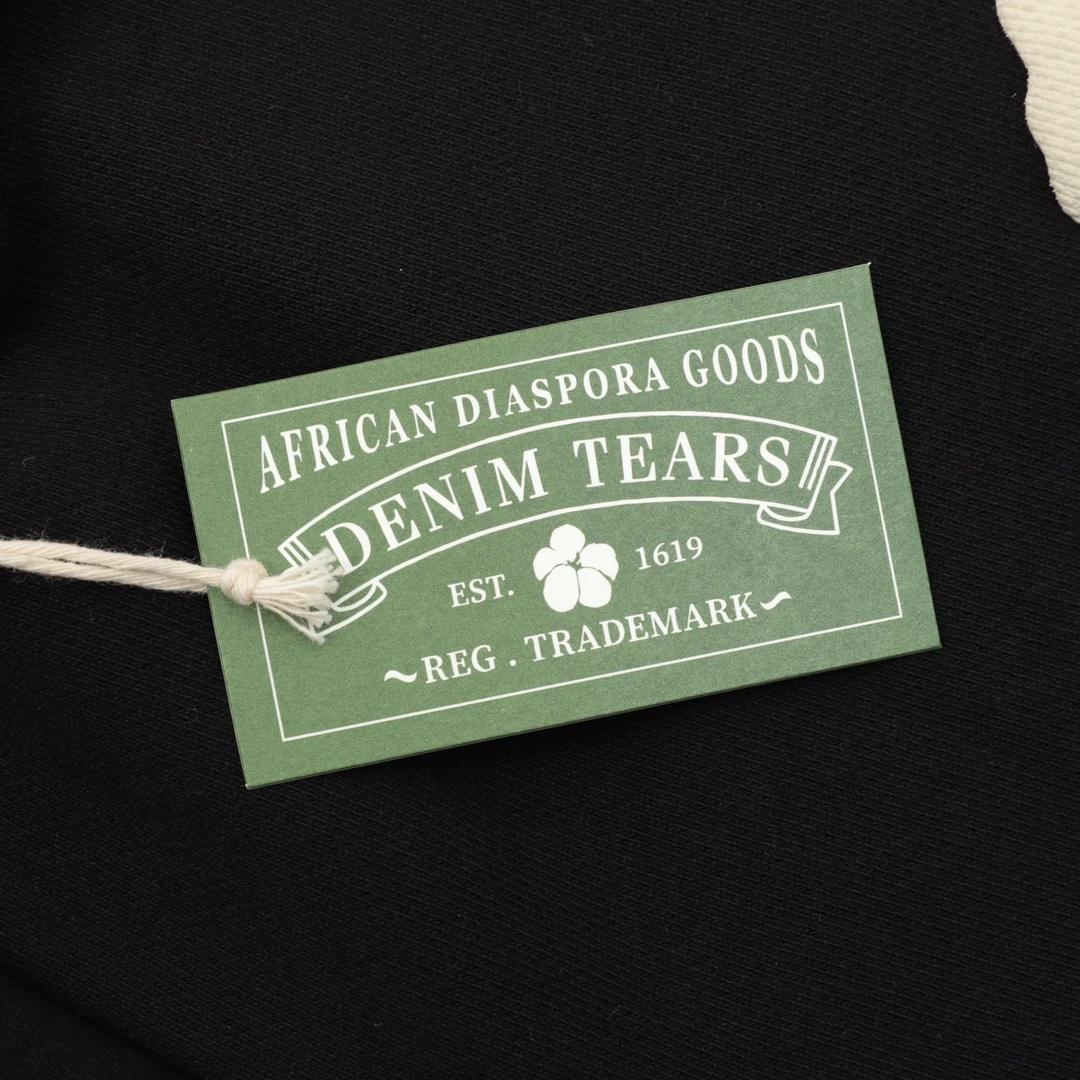 AFRICAN DIASPORA GOODS
DENIM TEARS
EST. 1619
~REG . TRADEMARK~